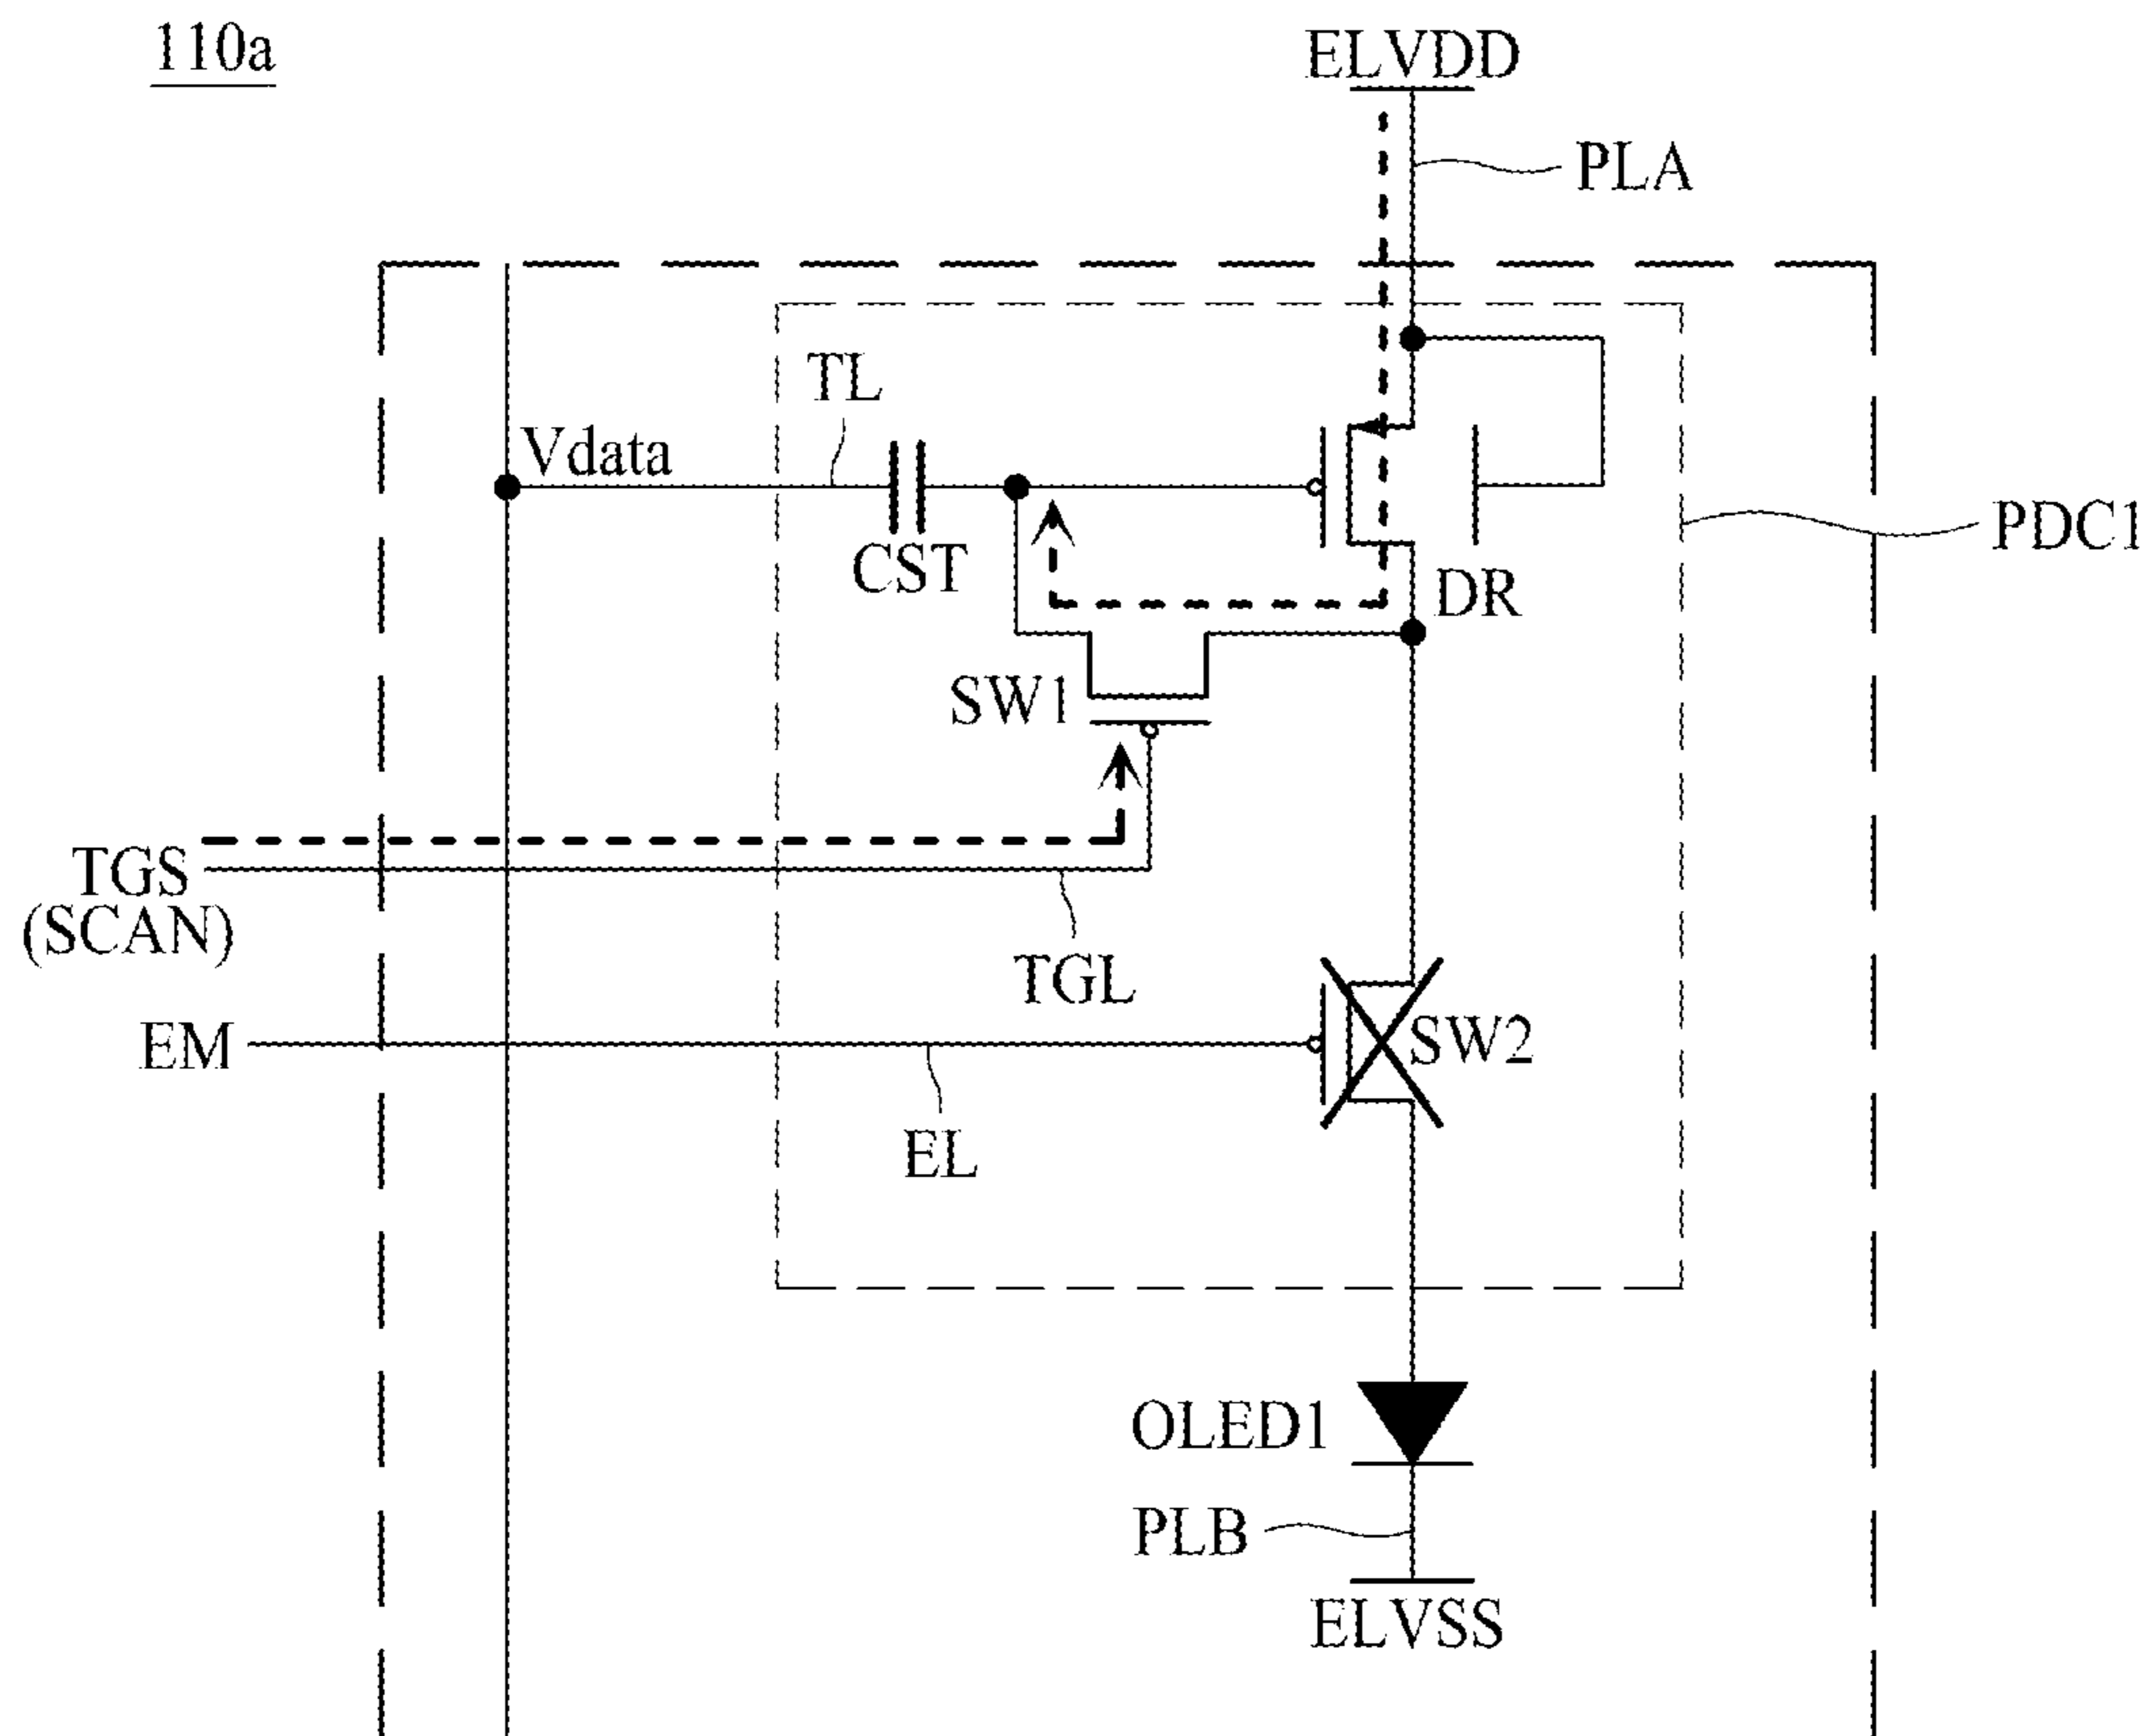 110a
ELVDD
PLA
TL
Vdata
CST
PDC1
DR
SW1
TGS
(SCAN)
TGL
EM
SW2
EL
OLED1
PLB
ELVSS